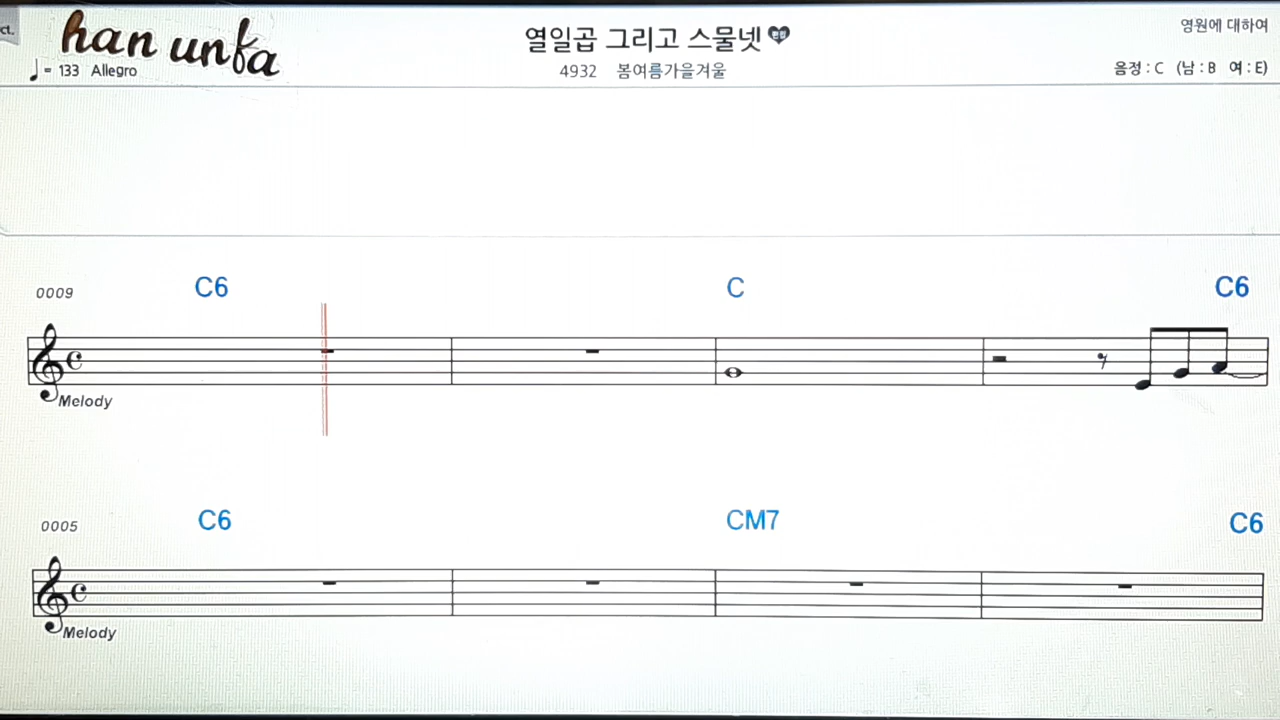 ct.
han unfa
열일곱 그리고 스물넷
영원에 대하여
♩= 133 Allegro
4932 봄여름가을겨울
음정 : C (남 : B 여 : E)
0009 C6 C C6
Melody
0005 C6 CM7 C6
Melody